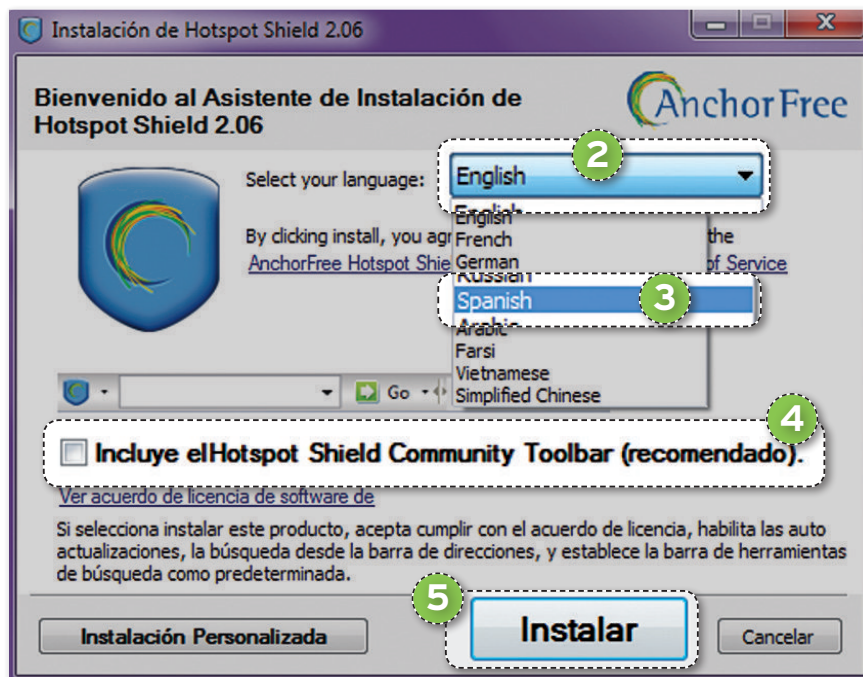 Instalación de Hotspot Shield 2.06
Bienvenido al Asistente de Instalación de
Hotspot Shield 2.06
AnchorFree
2
Select your language:
English
English
By clicking install, you agr
the
French
AnchorFree Hotspot Shie
of Service
German
Russian
Spanish
3
Arabic
Farsi
Vietnamese
Simplified Chinese
Go
4
Incluye elHotspot Shield Community Toolbar (recomendado).
Ver acuerdo de licencia de software de
Si selecciona instalar este producto, acepta cumplir con el acuerdo de licencia, habilita las auto
actualizaciones, la búsqueda desde la barra de direcciones, y establece la barra de herramientas
de búsqueda como predeterminada.
5
Instalación Personalizada
Instalar
Cancelar